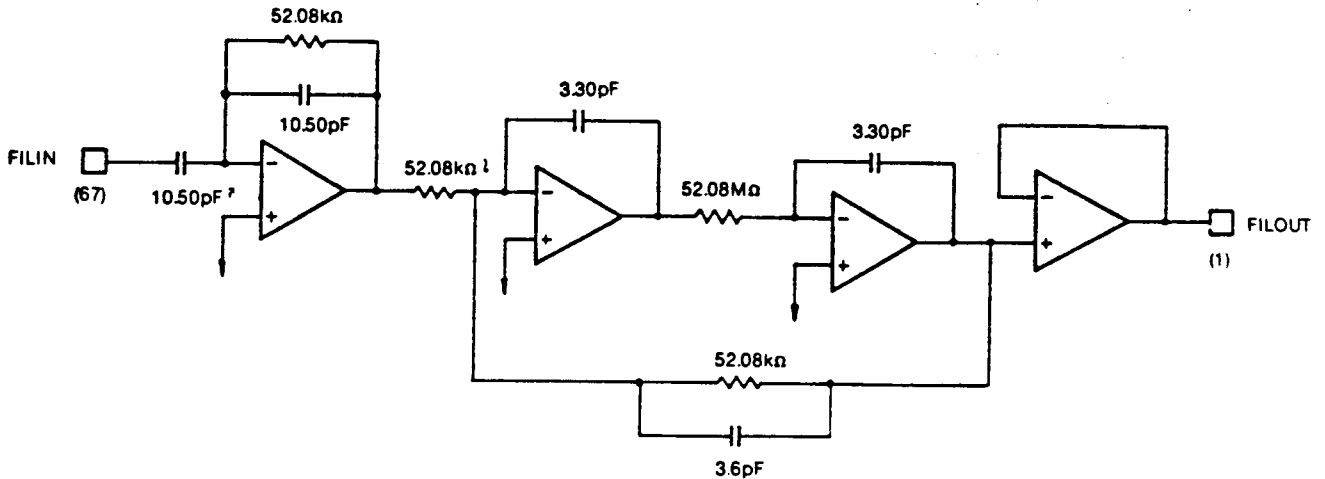 52.08kΩ
10.50pF
FILIN
(67)
10.50pF
−
+
52.08kΩ
3.30pF
−
+
52.08MΩ
3.30pF
−
+
−
+
FILOUT
(1)
52.08kΩ
3.6pF